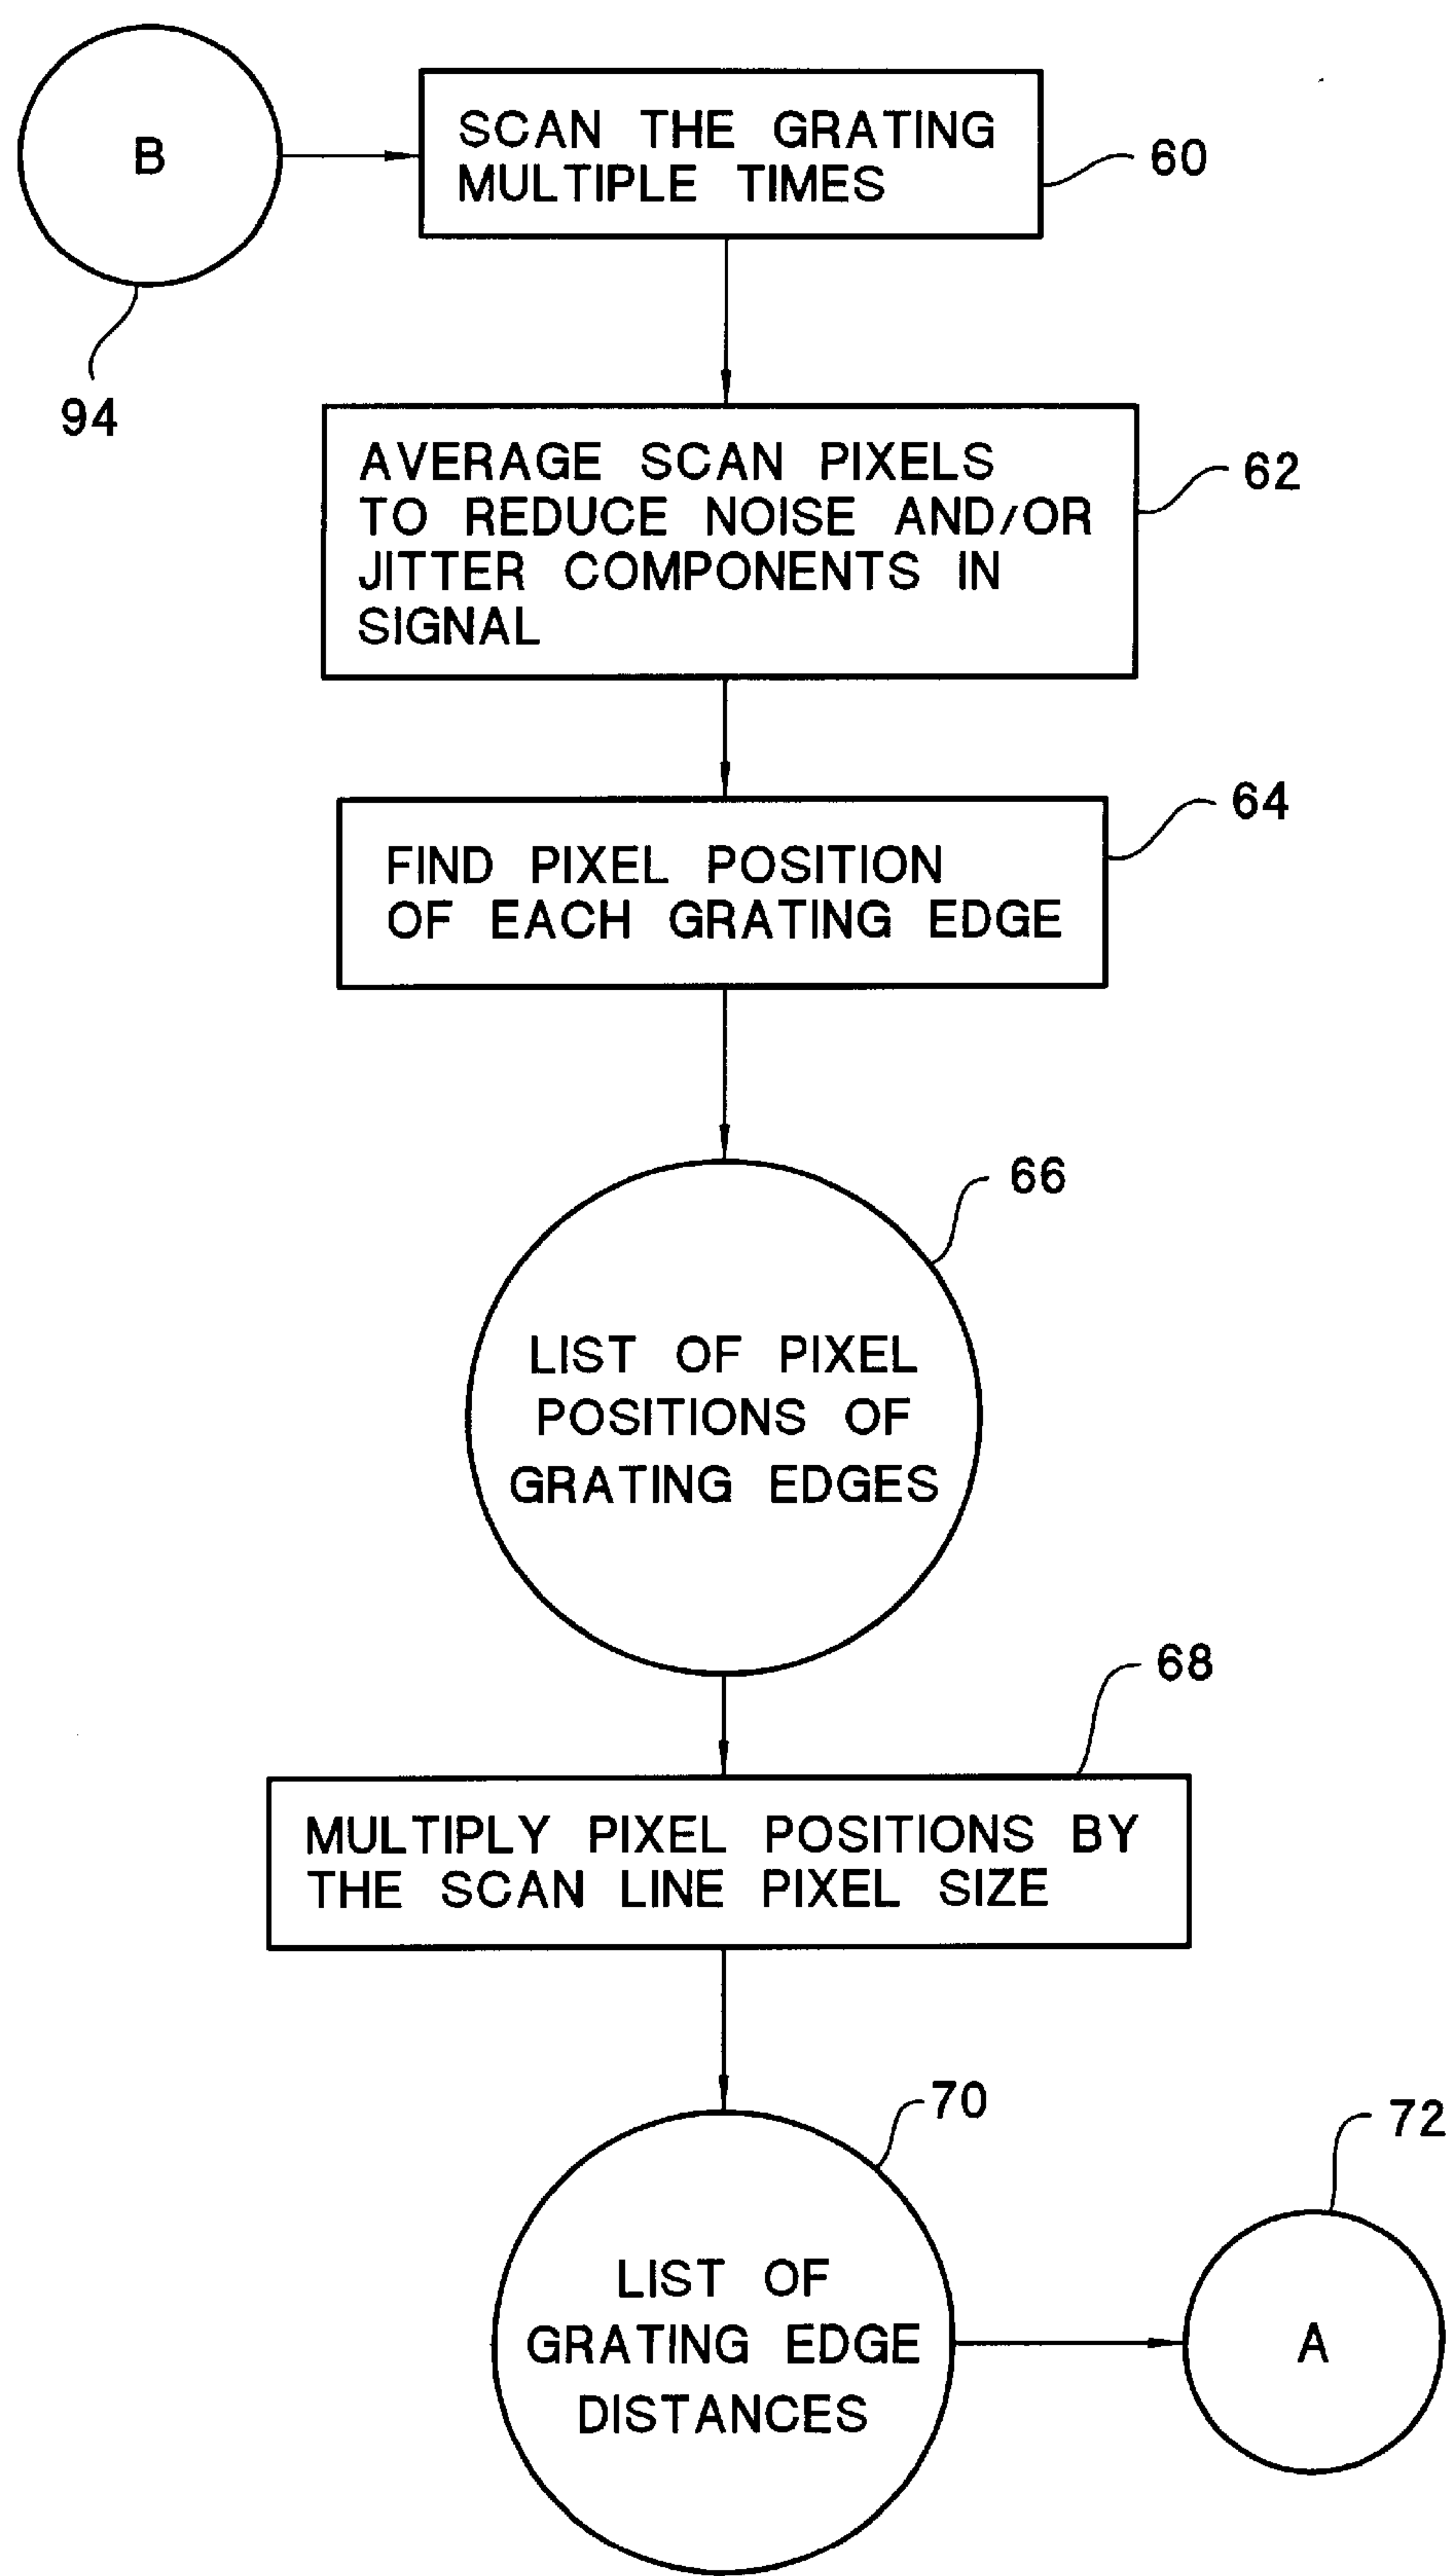 B
SCAN THE GRATING
MULTIPLE TIMES
60
94
AVERAGE SCAN PIXELS
TO REDUCE NOISE AND/OR
JITTER COMPONENTS IN
SIGNAL
62
FIND PIXEL POSITION
OF EACH GRATING EDGE
64
66
LIST OF PIXEL
POSITIONS OF
GRATING EDGES
68
MULTIPLY PIXEL POSITIONS BY
THE SCAN LINE PIXEL SIZE
70
72
LIST OF
GRATING EDGE
DISTANCES
A